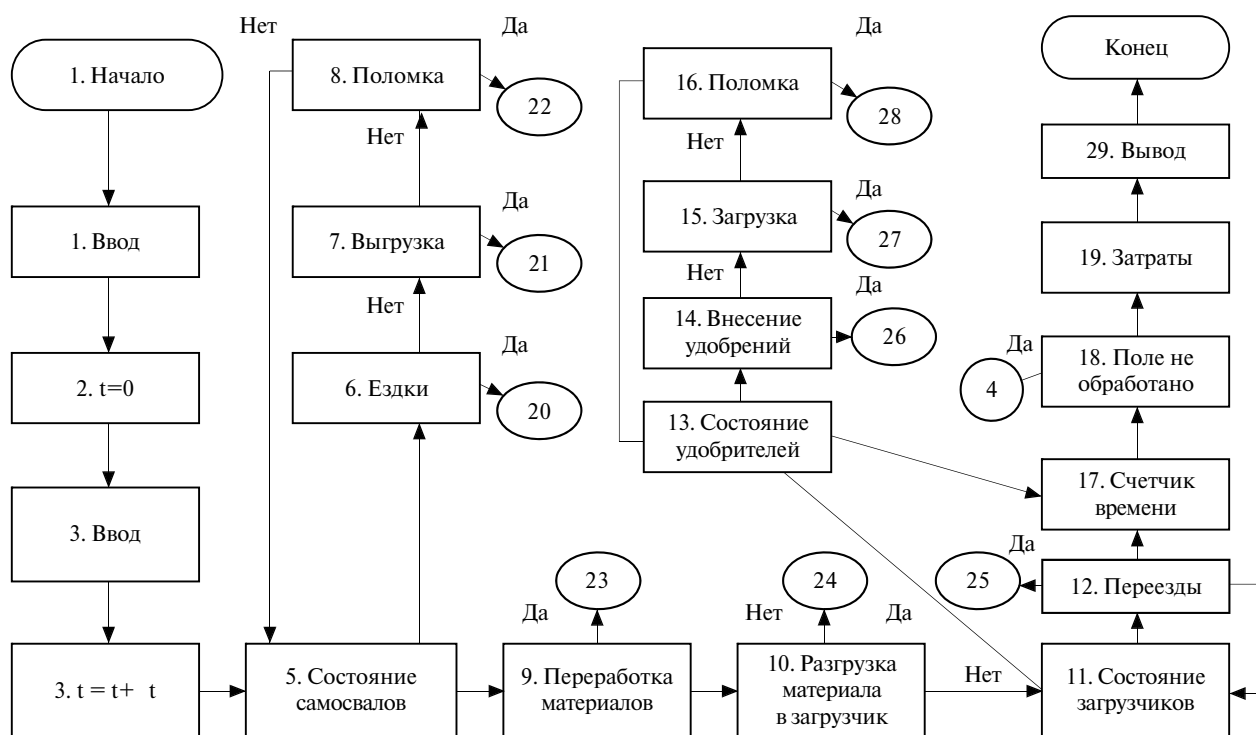 1. Начало
1. Ввод
2. t=0
3. Ввод
3. t = t+ t
Нет
Да
8. Поломка
22
Нет
Да
7. Выгрузка
21
Нет
Да
6. Ездки
20
5. Состояние
самосвалов
Да
23
9. Переработка
материалов
Нет
24
Да
10. Разгрузка
материала
в загрузчик
Нет
Да
16. Поломка
28
Нет
Да
15. Загрузка
27
Нет
Да
14. Внесение
удобрений
26
13. Состояние
удобрителей
Конец
29. Вывод
19. Затраты
Да
4
18. Поле не
обработано
17. Счетчик
времени
Да
25
12. Переезды
11. Состояние
загрузчиков